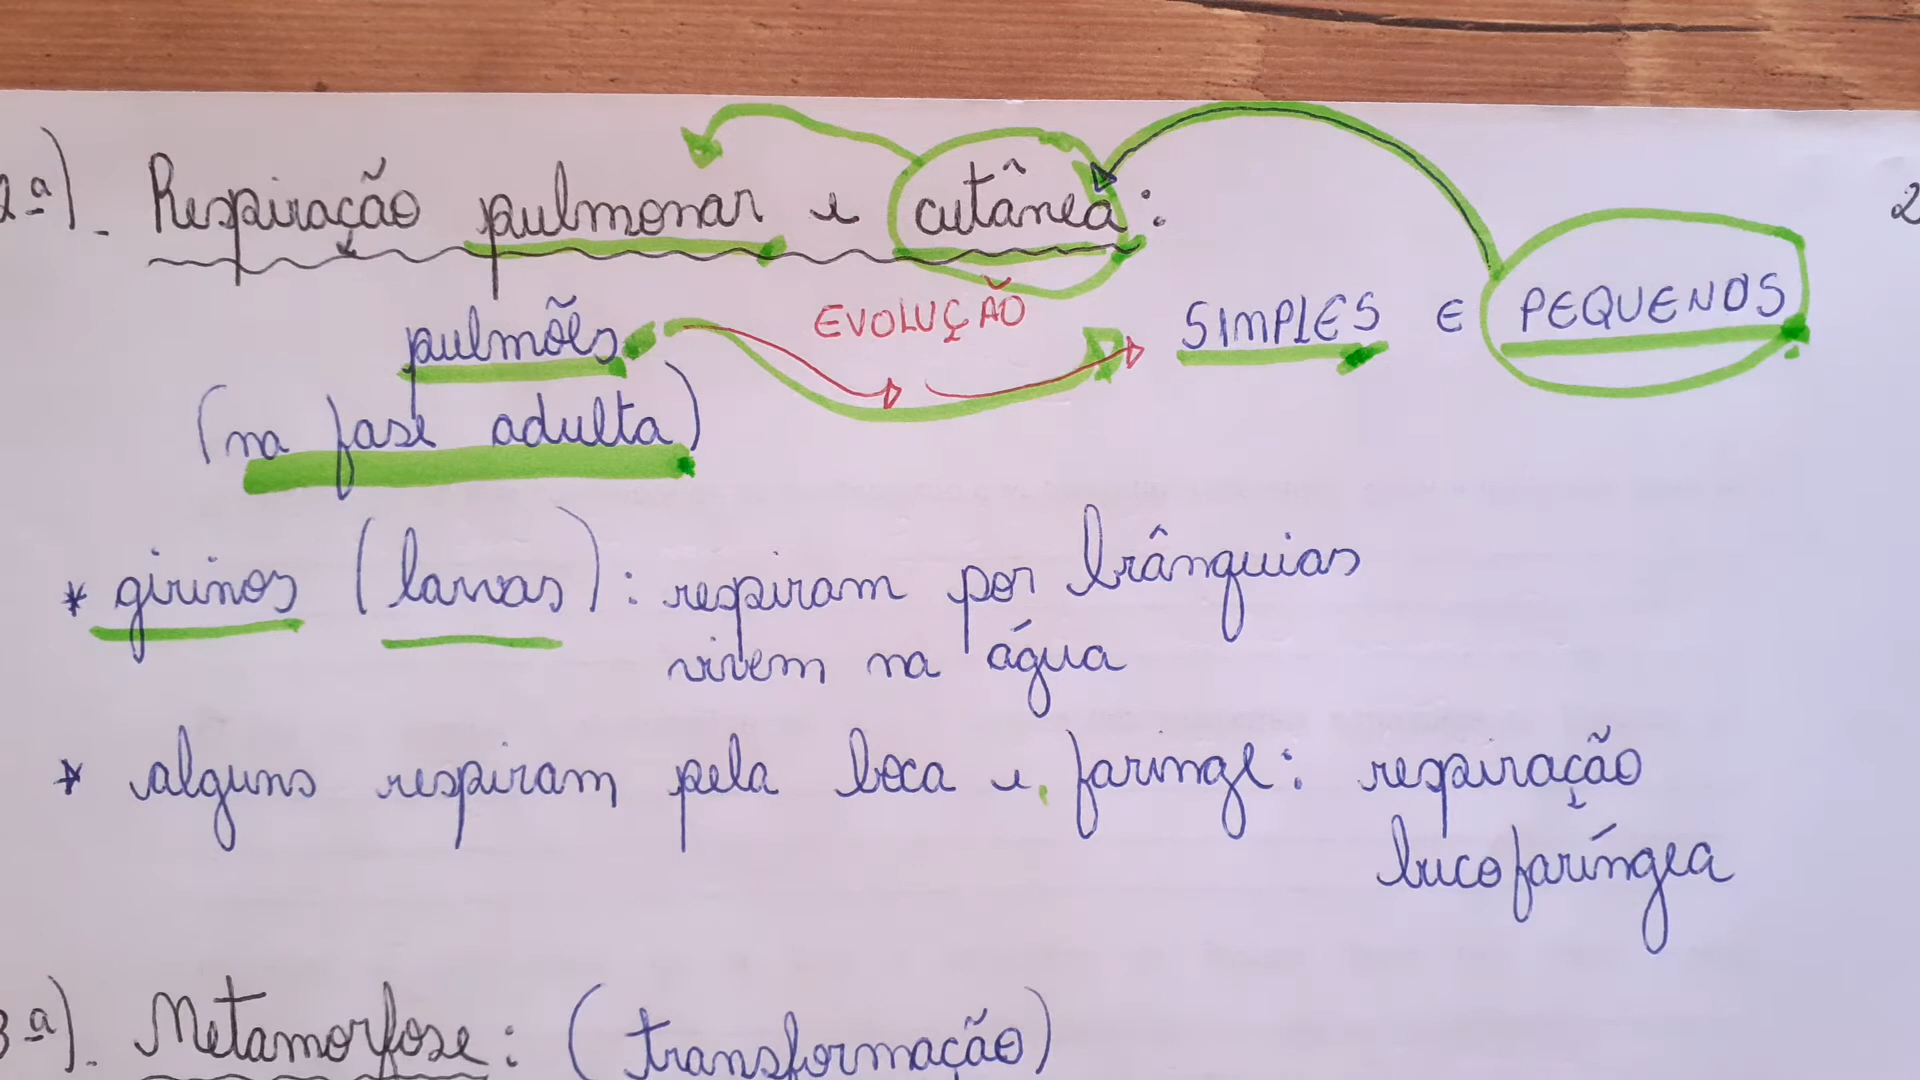 2ª). Respiração pulmonar e cutânea: 2
pulmões EVOLUÇÃO SIMPLES E PEQUENOS
(na fase adulta)
* girinos (larvas): respiram por brânquias
vivem na água
* alguns respiram pela boca e faringe: respiração
bucofaríngea
3ª). Metamorfose: (transformação)